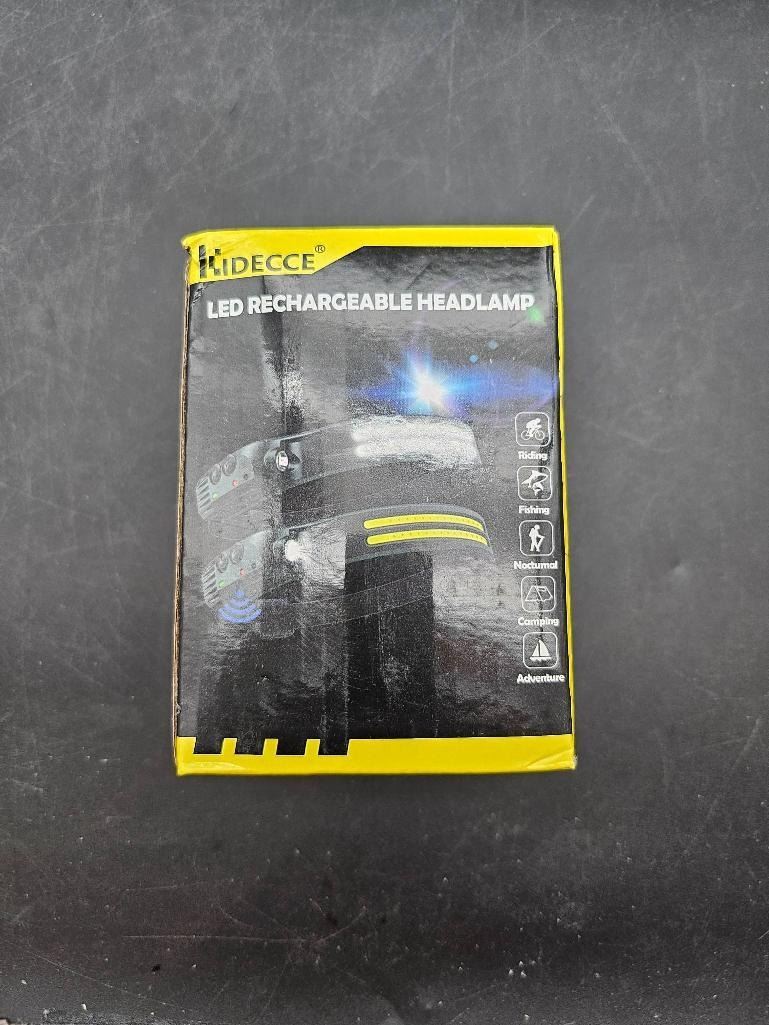 HIDECCE®
LED RECHARGEABLE HEADLAMP
Riding
Fishing
Nocturnal
Camping
Adventure